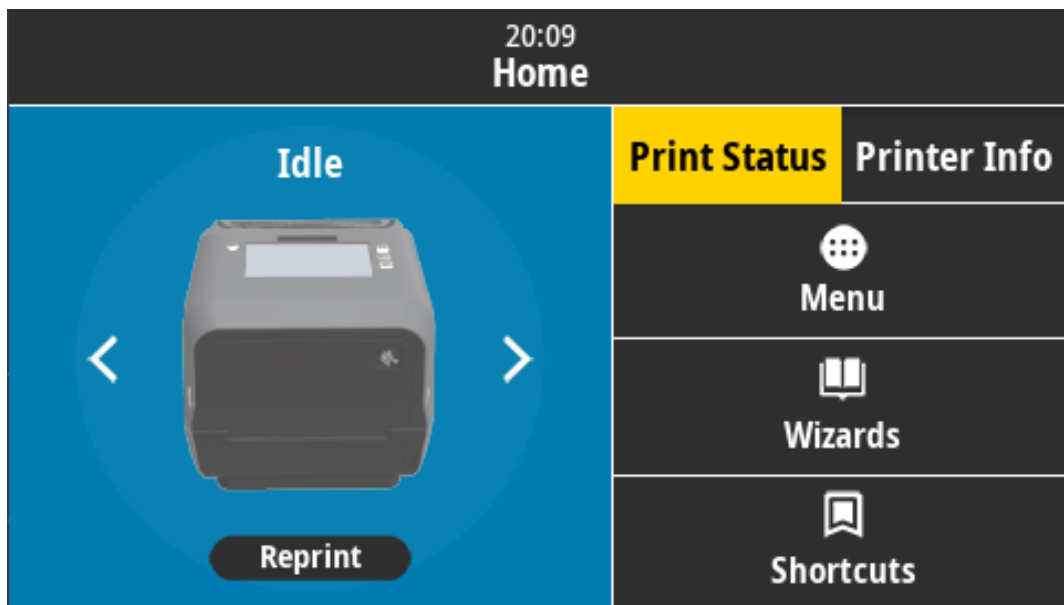 20:09
Home
Idle
Print Status
Printer Info
Menu
Wizards
Reprint
Shortcuts